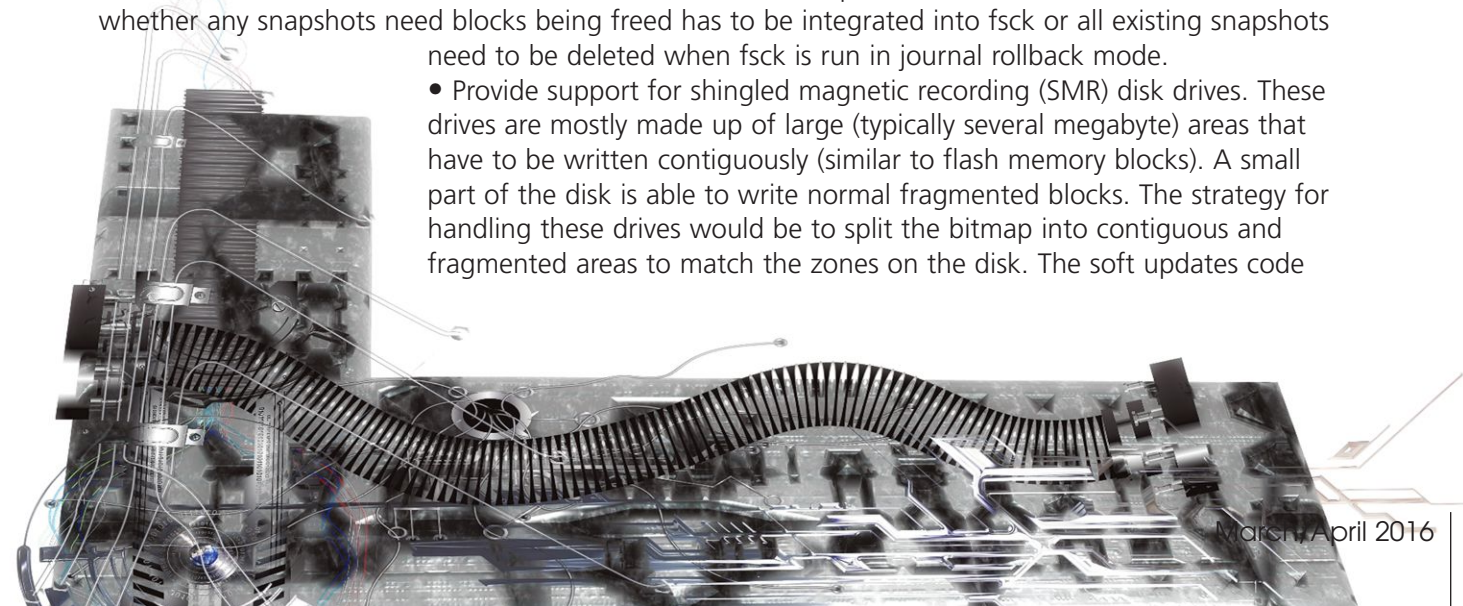 whether any snapshots need blocks being freed has to be integrated into fsck or all existing snapshots
need to be deleted when fsck is run in journal rollback mode.
• Provide support for shingled magnetic recording (SMR) disk drives. These
drives are mostly made up of large (typically several megabyte) areas that
have to be written contiguously (similar to flash memory blocks). A small
part of the disk is able to write normal fragmented blocks. The strategy for
handling these drives would be to split the bitmap into contiguous and
fragmented areas to match the zones on the disk. The soft updates code
March/April 2016